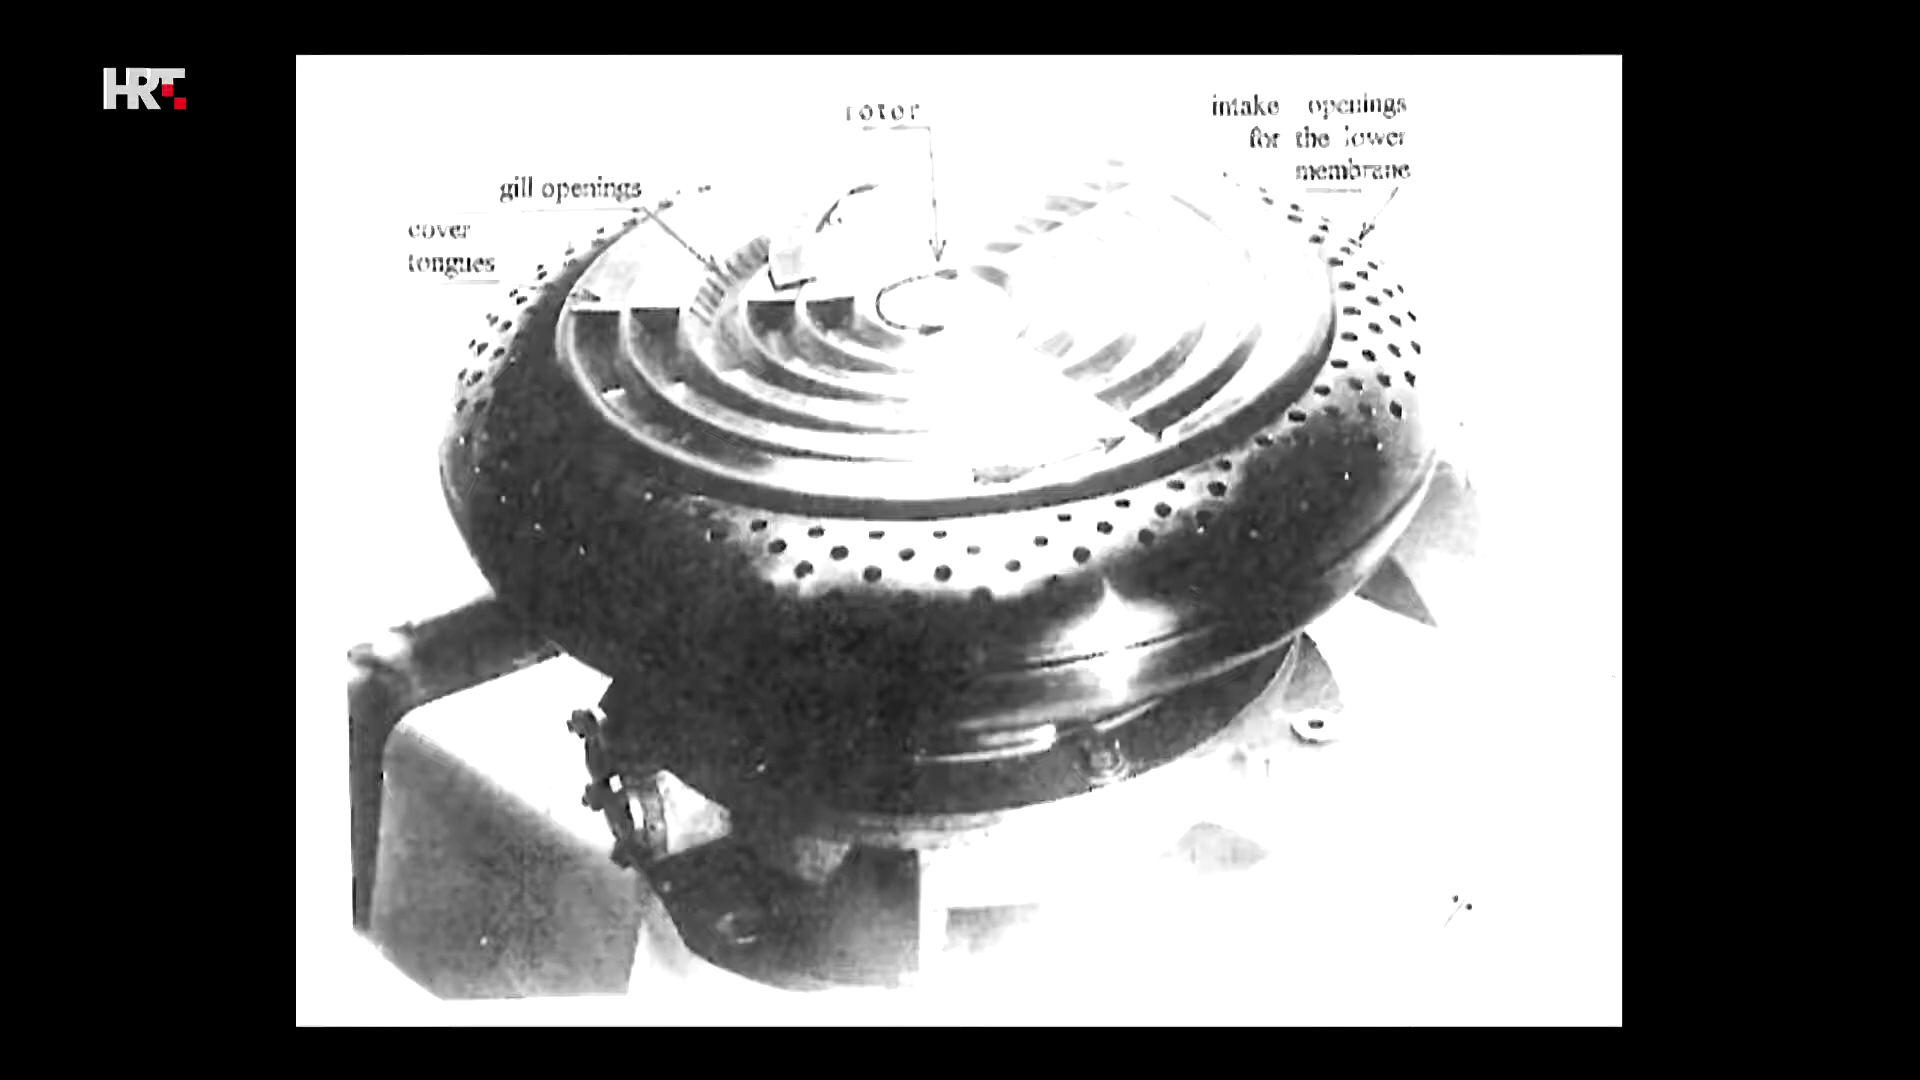 HRT
rotor
intake openings
for the lower
membrane
gill openings
cover
tongues